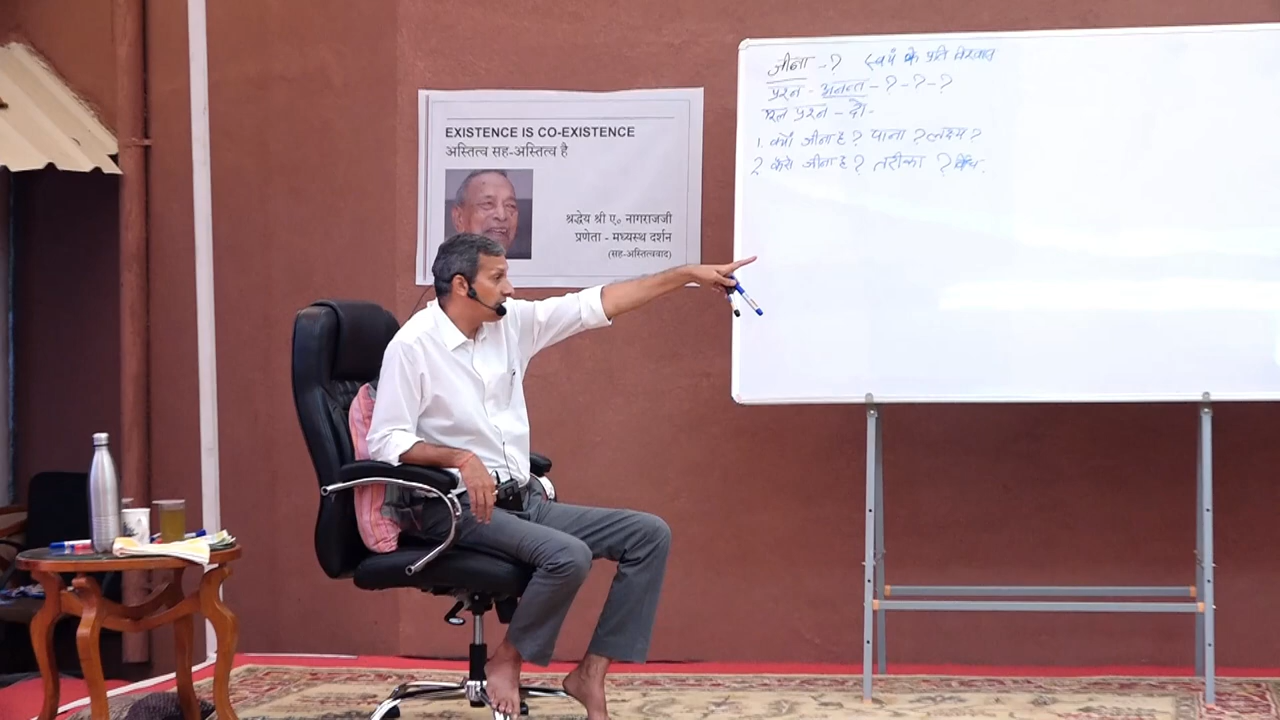 EXISTENCE IS CO-EXISTENCE
अस्तित्व सह-अस्तित्व है
श्रद्धेय श्री ए० नागराजजी
प्रणेता - मध्यस्थ दर्शन
(सह-अस्तित्ववाद)
जीना - ? स्वयं के प्रति विश्वास
प्रश्न - अनन्त - ? - ? - ?
मूल प्रश्न - दो -
1. क्यों जीना है ? पाना ? लक्ष्य ?
2. कैसे जीना है ? तरीका ?